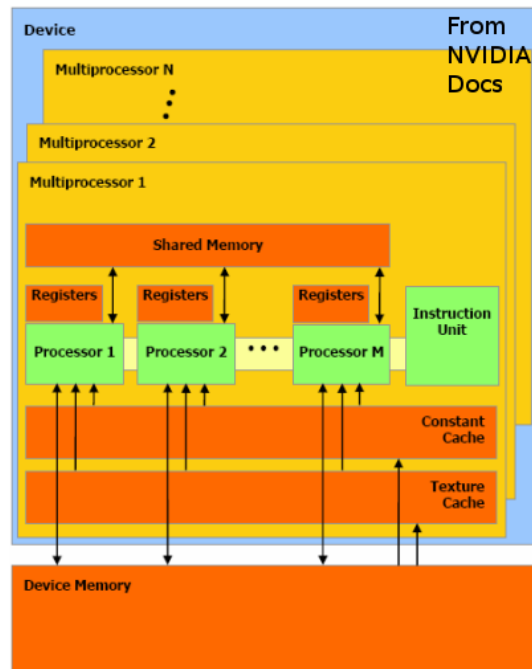 Device
From
NVIDIA
Docs
Multiprocessor N
Multiprocessor 2
Multiprocessor 1
Shared Memory
Registers
Registers
Registers
Instruction
Unit
Processor 1
Processor 2
Processor M
Constant
Cache
Texture
Cache
Device Memory